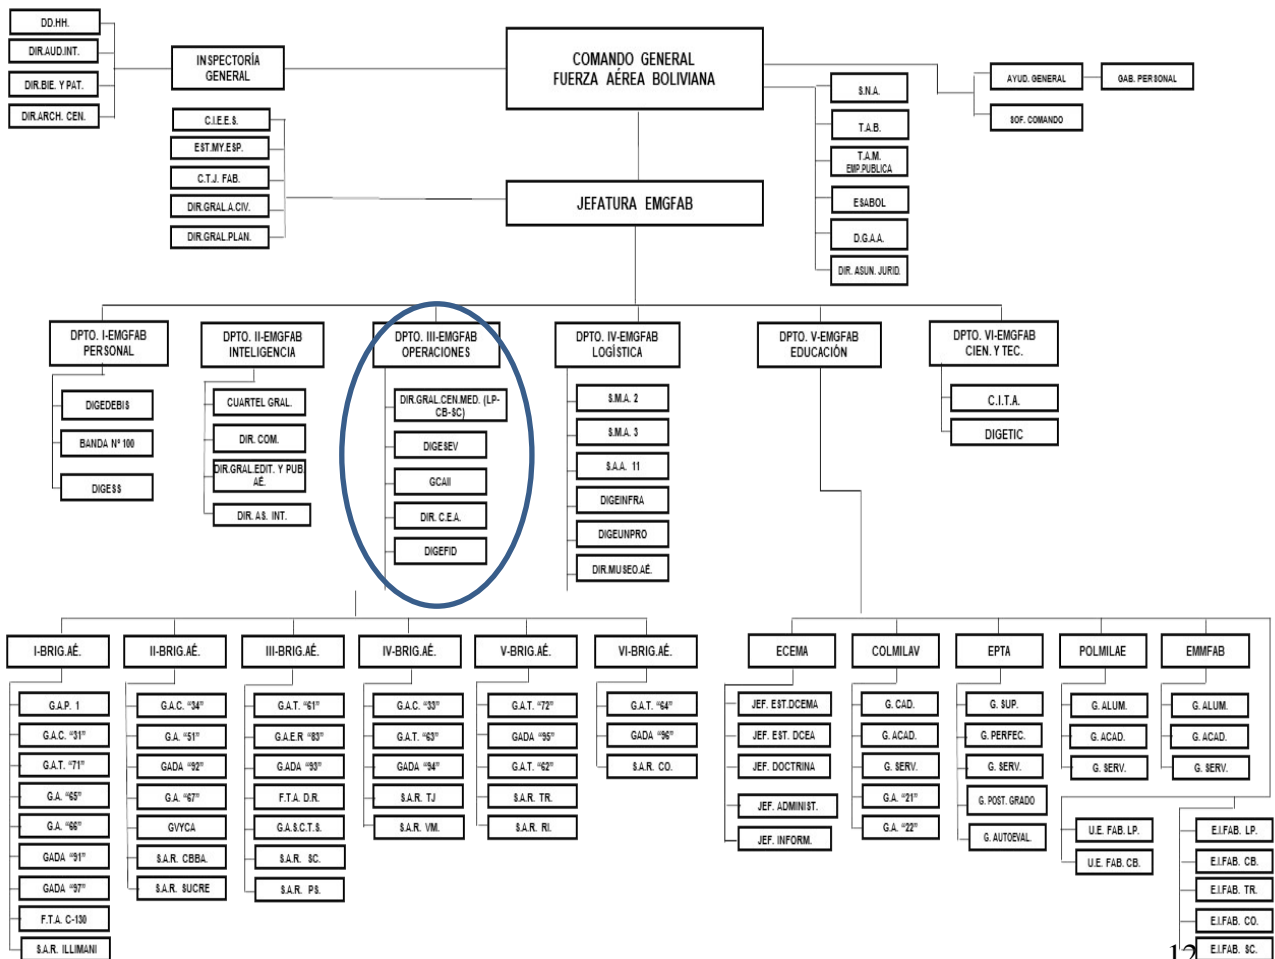 DD.HH.
DIR.AUD.INT.
DIR.BIE. Y PAT.
DIR.ARCH. CEN.
INSPECTORÍA
GENERAL
COMANDO GENERAL
FUERZA AÉREA BOLIVIANA
AYUD. GENERAL
GAB. PERSONAL
SOF. COMANDO
C.I.E.E.S.
EST.MY.ESP.
C.T.J. FAB.
DIR.GRAL.A.CIV.
DIR.GRAL.PLAN.
JEFATURA EMGFAB
S.N.A.
T.A.B.
T.A.M.
EMP.PUBLICA
ESABOL
D.G.A.A.
DIR. ASUN. JURID.
DPTO. I-EMGFAB
PERSONAL
DIGEDEBIS
BANDA Nº 100
DIGESS
DPTO. II-EMGFAB
INTELIGENCIA
CUARTEL GRAL.
DIR. COM.
DIR.GRAL.EDIT. Y PUB.
AÉ.
DIR. AS. INT.
DPTO. III-EMGFAB
OPERACIONES
DIR.GRAL.CEN.MED. (LP-
CB-SC)
DIGESEV
GCAII
DIR. C.E.A.
DIGEFID
DPTO. IV-EMGFAB
LOGÍSTICA
S.M.A. 2
S.M.A. 3
S.A.A. 11
DIGEINFRA
DIGEUNPRO
DIR.MUSEO.AÉ.
DPTO. V-EMGFAB
EDUCACIÓN
DPTO. VI-EMGFAB
CIEN. Y TEC.
C.I.T.A.
DIGETIC
I-BRIG.AÉ.
G.A.P. 1
G.A.C. “31”
G.A.T. “71”
G.A. “65”
G.A. “66”
GADA “91”
GADA “97”
F.T.A. C-130
S.A.R. ILLIMANI
II-BRIG.AÉ.
G.A.C. “34”
G.A. “51”
GADA “92”
G.A. “67”
GVYCA
S.A.R. CBBA.
S.A.R. SUCRE
III-BRIG.AÉ.
G.A.T. “61”
G.A.E.R “83”
G.ADA “93”
F.T.A. D.R.
G.A.S.C.T.S.
S.A.R. SC.
S.A.R. PS.
IV-BRIG.AÉ.
G.A.C. “33”
G.A.T. “63”
GADA “94”
S.A.R. TJ
S.A.R. VM.
V-BRIG.AÉ.
G.A.T. “72”
GADA “95”
G.A.T. “62”
S.A.R. TR.
S.A.R. RI.
VI-BRIG.AÉ.
G.A.T. “64”
GADA “96”
S.A.R. CO.
ECEMA
JEF. EST.DCEMA
JEF. EST. DCEA
JEF. DOCTRINA
JEF. ADMINIST.
JEF. INFORM.
COLMILAV
G. CAD.
G. ACAD.
G. SERV.
G.A. “21”
G.A. “22”
EPTA
G. SUP.
G. PERFEC.
G. SERV.
G. POST. GRADO
G. AUTOEVAL.
POLMILAE
G. ALUM.
G. ACAD.
G. SERV.
U.E. FAB. LP.
U.E. FAB. CB.
EMMFAB
G. ALUM.
G. ACAD.
G. SERV.
E.I.FAB. LP.
E.I.FAB. CB.
E.I.FAB. TR.
E.I.FAB. CO.
E.I.FAB. SC.
12